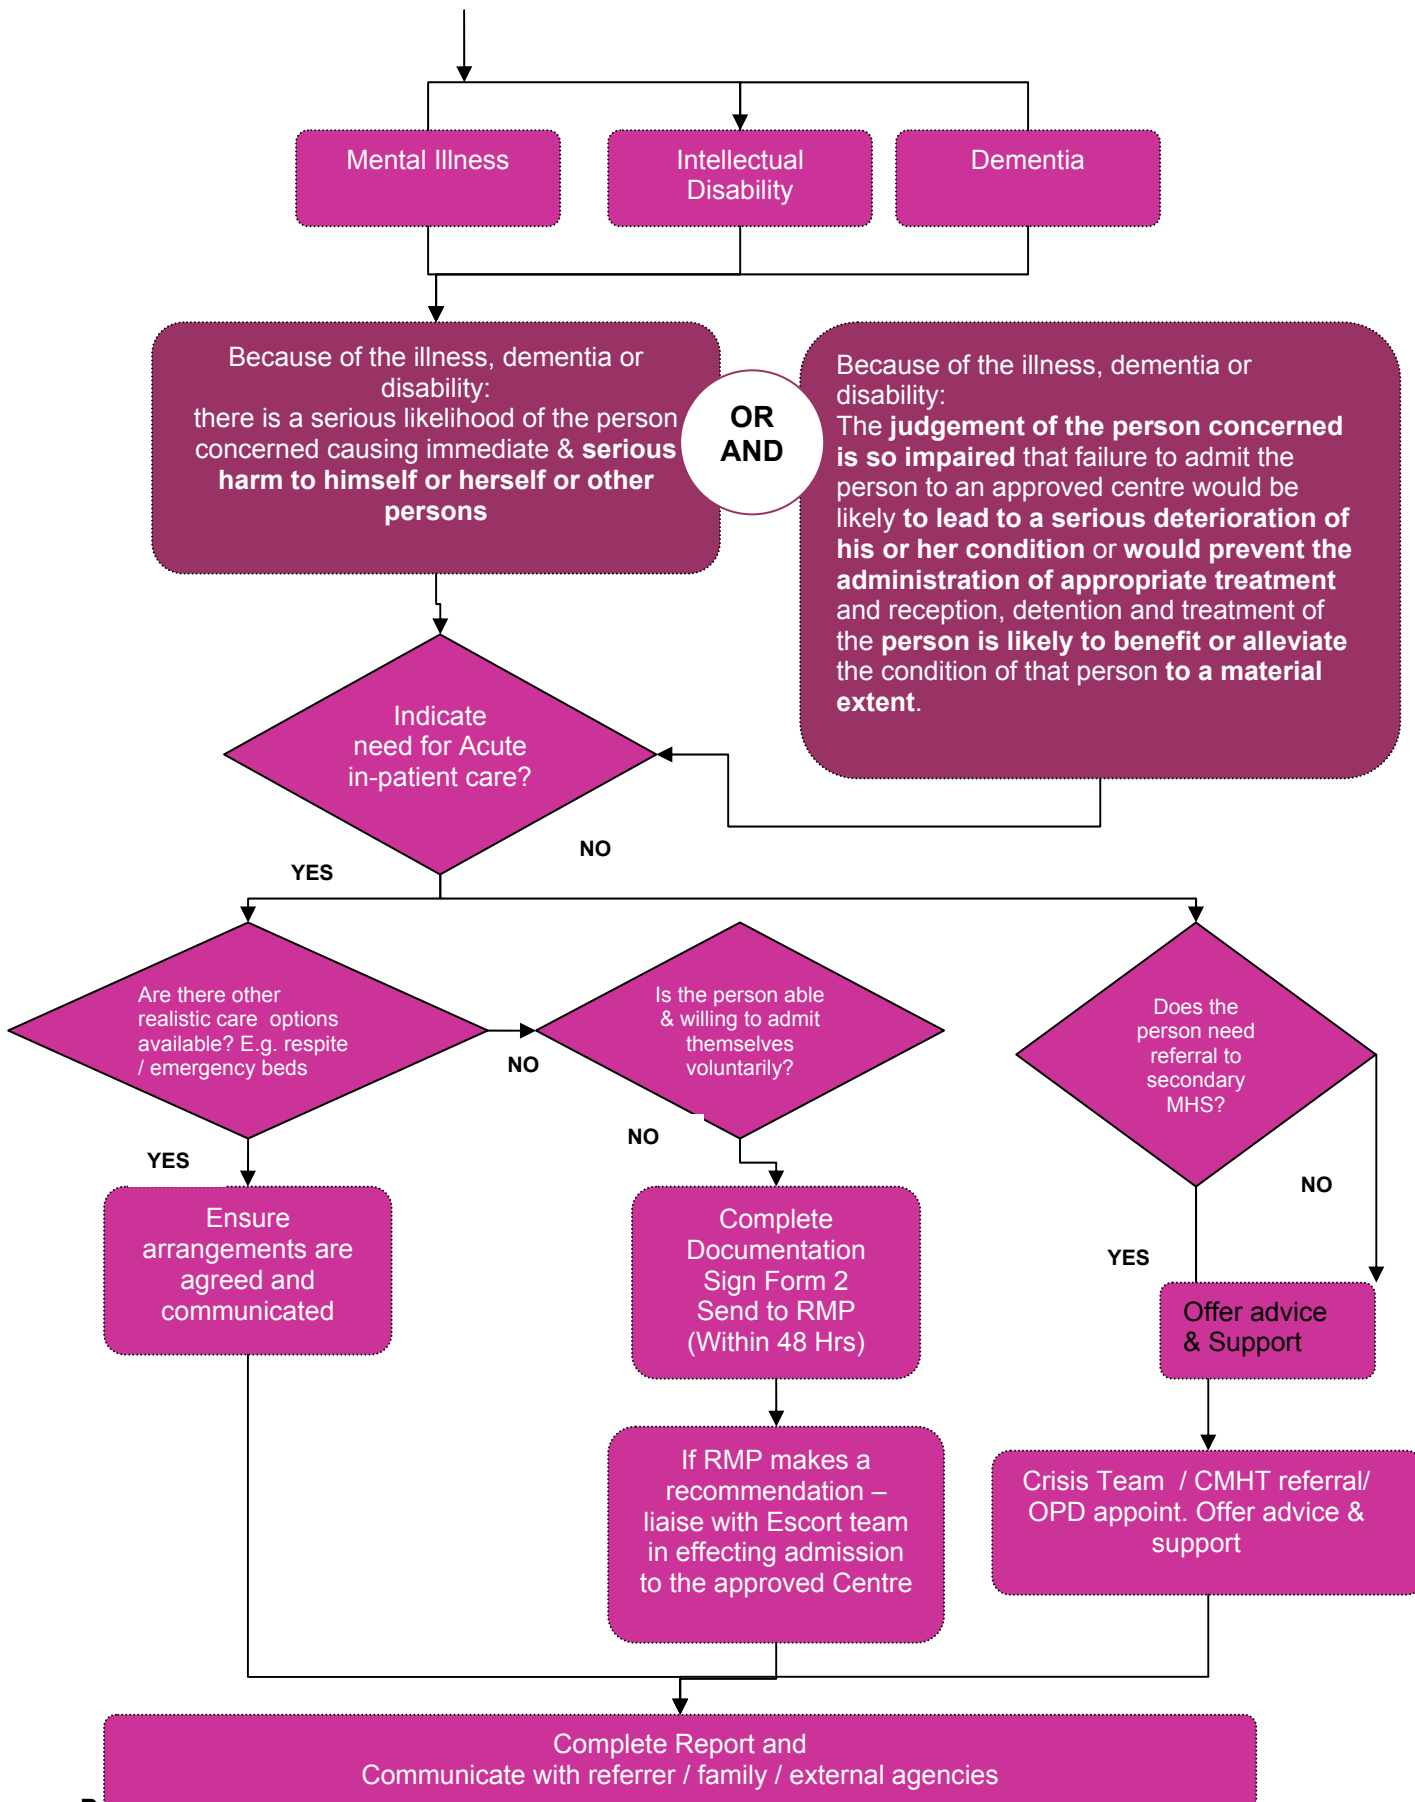 Mental Illness
Intellectual
Disability
Dementia
Because of the illness, dementia or
disability:
there is a serious likelihood of the person
concerned causing immediate & serious
harm to himself or herself or other
persons
OR
AND
Because of the illness, dementia or
disability:
The judgement of the person concerned
is so impaired that failure to admit the
person to an approved centre would be
likely to lead to a serious deterioration of
his or her condition or would prevent the
administration of appropriate treatment
and reception, detention and treatment of
the person is likely to benefit or alleviate
the condition of that person to a material
extent.
Indicate
need for Acute
in-patient care?
YES
NO
Are there other
realistic care options
available? E.g. respite
/ emergency beds
NO
Is the person able
& willing to admit
themselves
voluntarily?
Does the
person need
referral to
secondary
MHS?
YES
NO
YES
NO
Ensure
arrangements are
agreed and
communicated
Complete
Documentation
Sign Form 2
Send to RMP
(Within 48 Hrs)
Offer advice
& Support
If RMP makes a
recommendation –
liaise with Escort team
in effecting admission
to the approved Centre
Crisis Team / CMHT referral/
OPD appoint. Offer advice &
support
Complete Report and
Communicate with referrer / family / external agencies